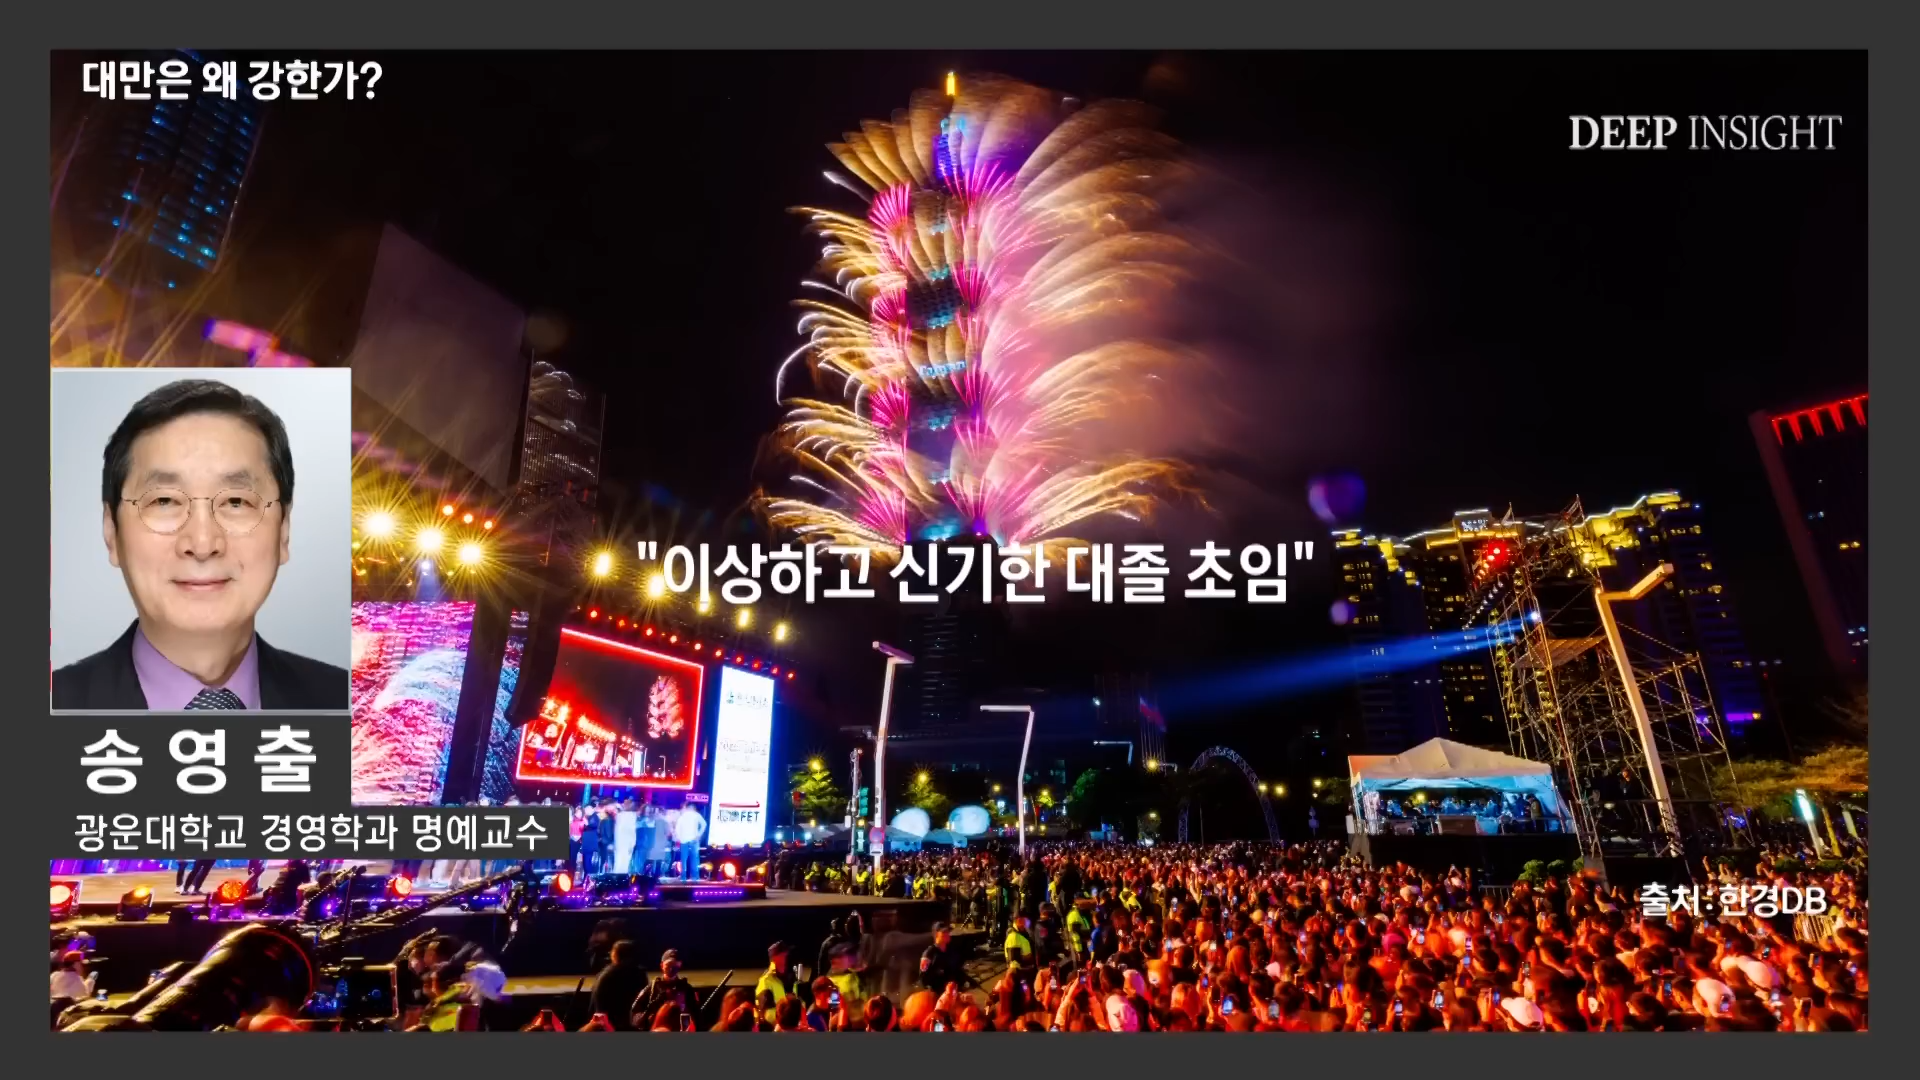 대만은 왜 강한가?
DEEP INSIGHT
"이상하고 신기한 대졸 초임"
송영출
광운대학교 경영학과 명예교수
FET
출처:한경DB